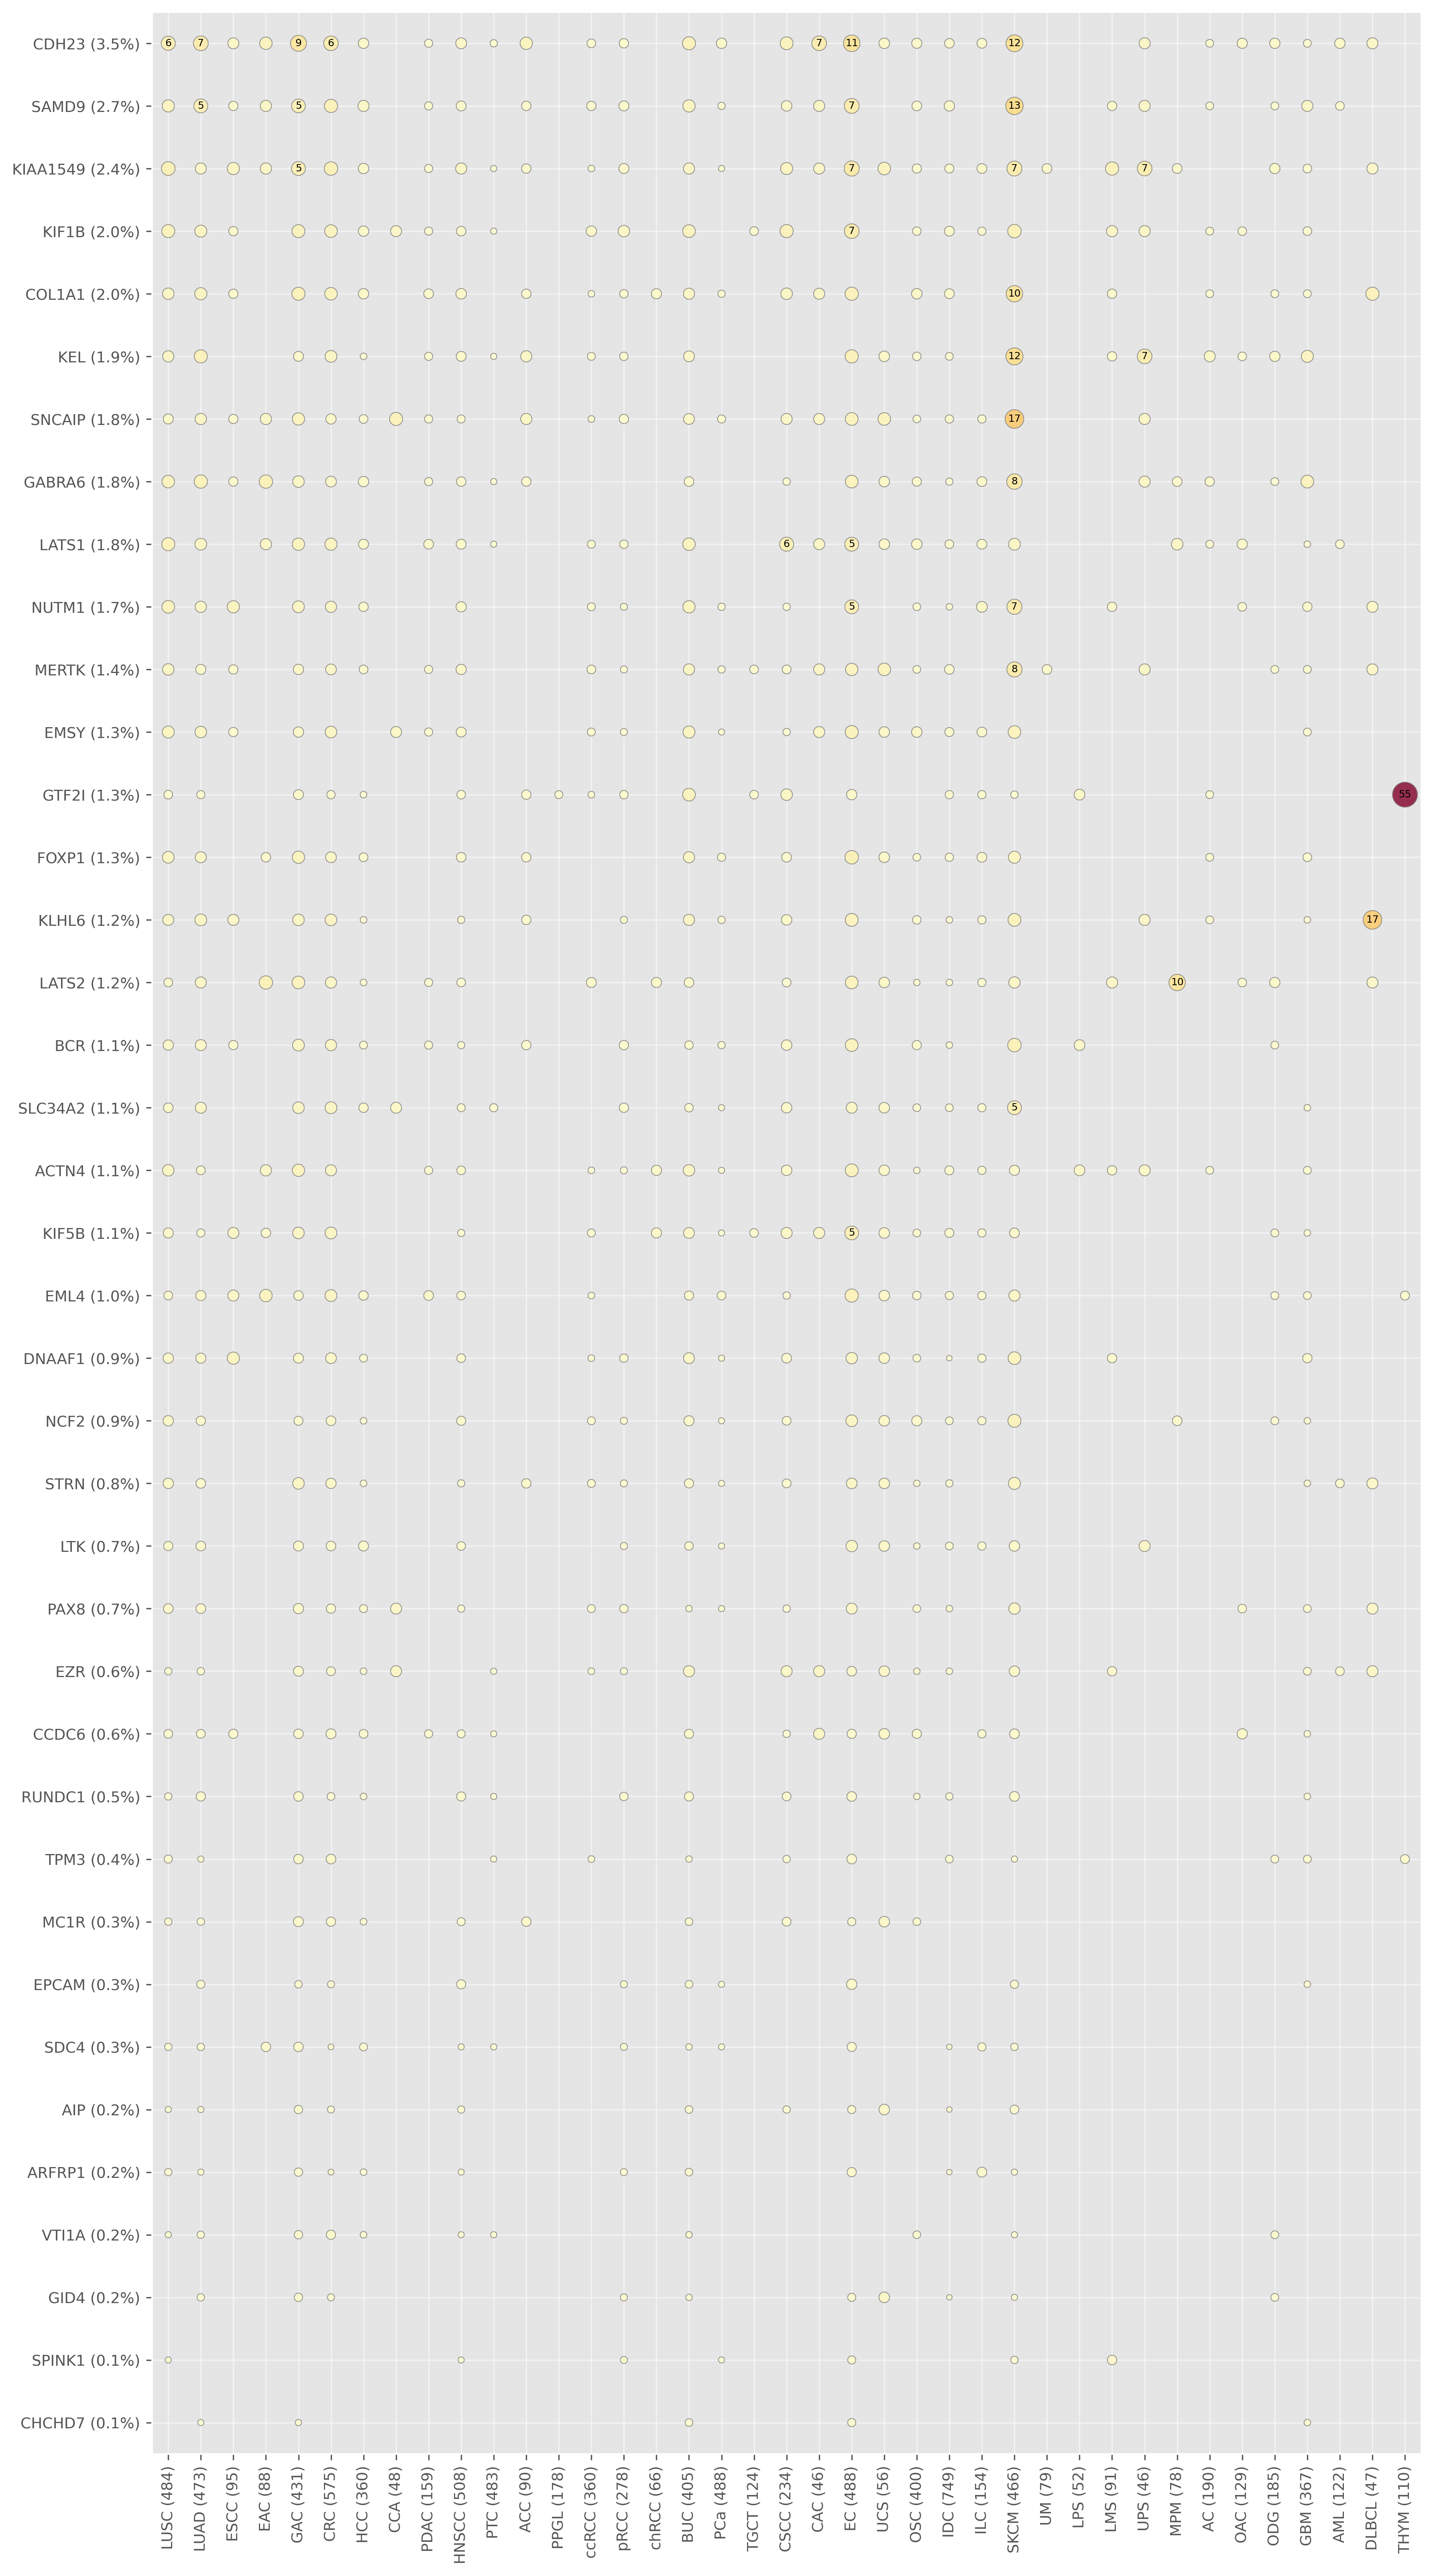 CDH23 (3.5%) 6 7 9 6 7 11 12
SAMD9 (2.7%) 5 5 7 13
KIAA1549 (2.4%) 5 7 7 7
KIF1B (2.0%) 7
COL1A1 (2.0%) 10
KEL (1.9%) 12 7
SNCAIP (1.8%) 17
GABRA6 (1.8%) 8
LATS1 (1.8%) 6 5
NUTM1 (1.7%) 5 7
MERTK (1.4%) 8
EMSY (1.3%)
GTF2I (1.3%) 55
FOXP1 (1.3%)
KLHL6 (1.2%) 17
LATS2 (1.2%) 10
BCR (1.1%)
SLC34A2 (1.1%) 5
ACTN4 (1.1%)
KIF5B (1.1%) 5
EML4 (1.0%)
DNAAF1 (0.9%)
NCF2 (0.9%)
STRN (0.8%)
LTK (0.7%)
PAX8 (0.7%)
EZR (0.6%)
CCDC6 (0.6%)
RUNDC1 (0.5%)
TPM3 (0.4%)
MC1R (0.3%)
EPCAM (0.3%)
SDC4 (0.3%)
AIP (0.2%)
ARFRP1 (0.2%)
VTI1A (0.2%)
GID4 (0.2%)
SPINK1 (0.1%)
CHCHD7 (0.1%)
LUSC (484)
LUAD (473)
ESCC (95)
EAC (88)
GAC (431)
CRC (575)
HCC (360)
CCA (48)
PDAC (159)
HNSCC (508)
PTC (483)
ACC (90)
PPGL (178)
ccRCC (360)
pRCC (278)
chRCC (66)
BUC (405)
PCa (488)
TGCT (124)
CSCC (234)
CAC (46)
EC (488)
UCS (56)
OSC (400)
IDC (749)
ILC (154)
SKCM (466)
UM (79)
LPS (52)
LMS (91)
UPS (46)
MPM (78)
AC (190)
OAC (129)
ODG (185)
GBM (367)
AML (122)
DLBCL (47)
THYM (110)